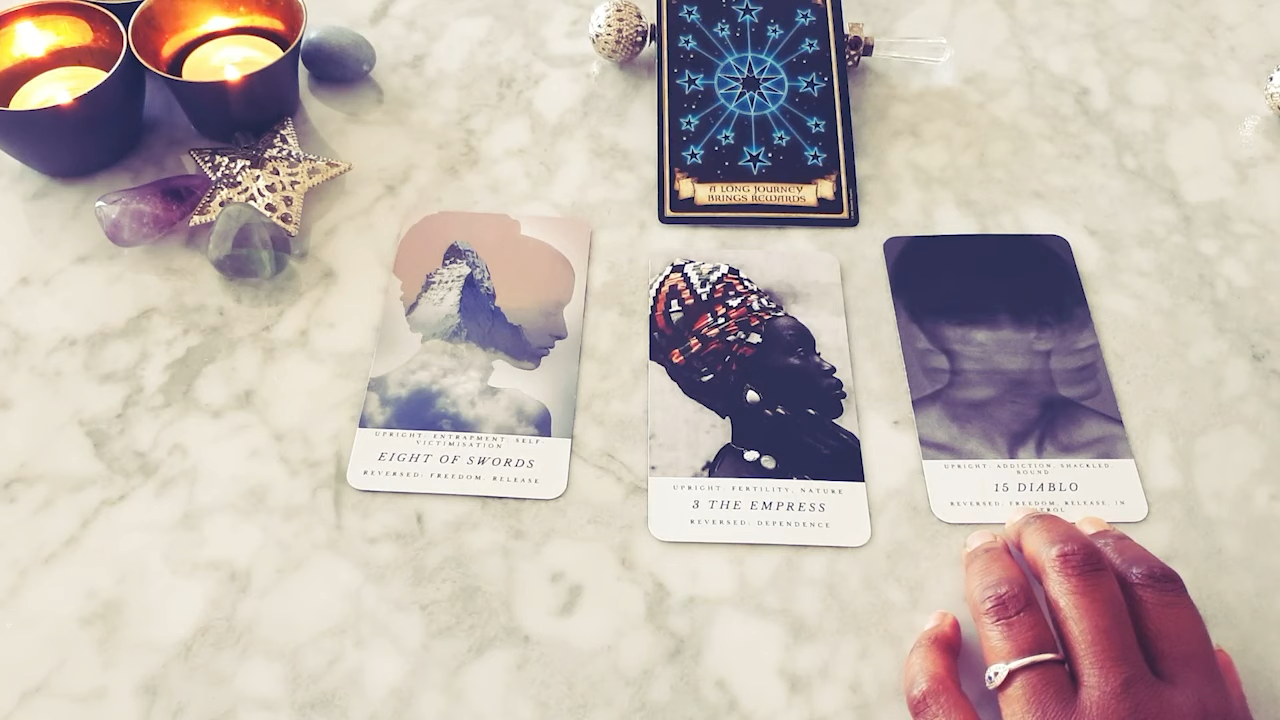 A LONG JOURNEY
BRINGS REWARDS
UPRIGHT: ENTRAPMENT, SELF-
VICTIMISATION
EIGHT OF SWORDS
REVERSED: FREEDOM, RELEASE
UPRIGHT: FERTILITY, NATURE
3 THE EMPRESS
REVERSED: DEPENDENCE
UPRIGHT: ADDICTION, SHACKLED
BOUND
15 DIABLO
REVERSED: FREEDOM, RELEASE, IN